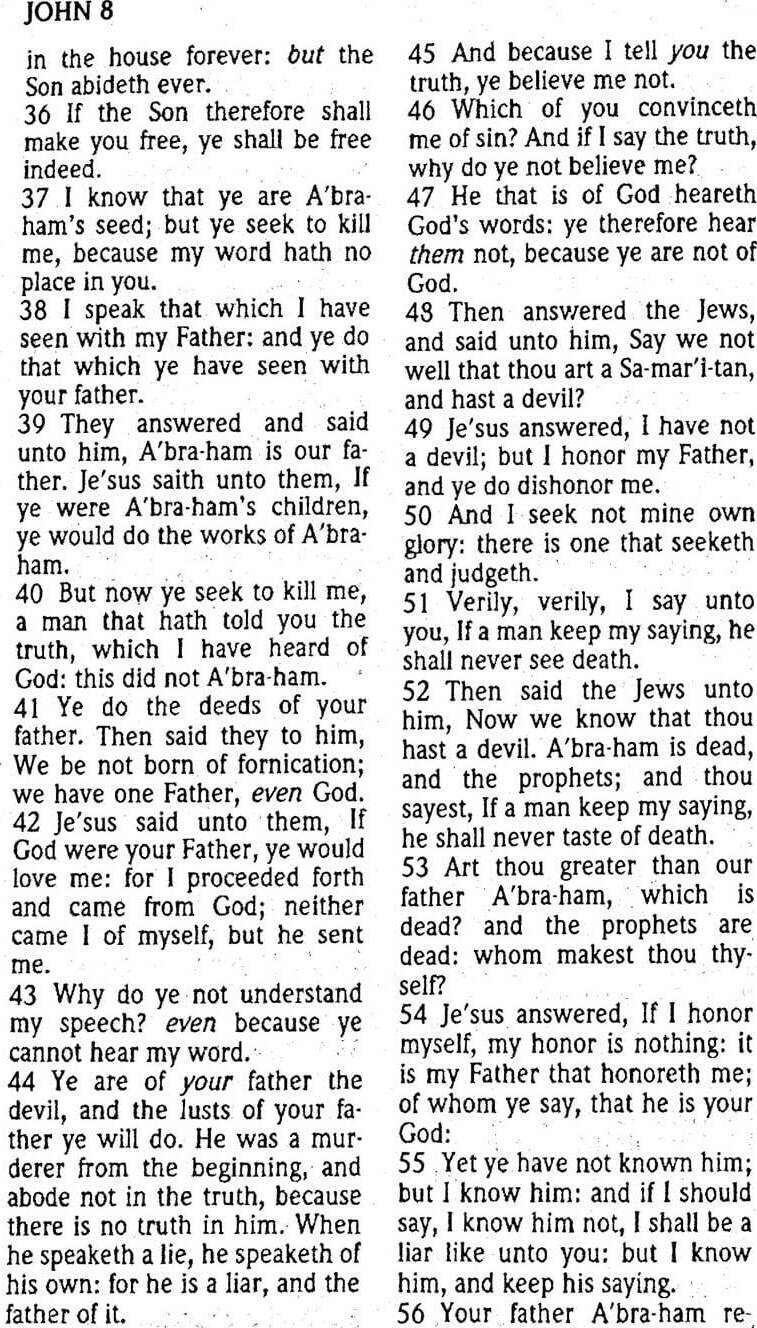 JOHN 8
in the house forever: but the
Son abideth ever.
36 If the Son therefore shall
make you free, ye shall be free
indeed.
37 I know that ye are A'bra-
ham's seed; but ye seek to kill
me, because my word hath no
place in you.
38 I speak that which I have
seen with my Father: and ye do
that which ye have seen with
your father.
39 They answered and said
unto him, A'bra-ham is our fa-
ther. Je'sus saith unto them, If
ye were A'bra-ham's children,
ye would do the works of A'bra-
ham.
40 But now ye seek to kill me,
a man that hath told you the
truth, which I have heard of
God: this did not A'bra-ham.
41 Ye do the deeds of your
father. Then said they to him,
We be not born of fornication;
we have one Father, even God.
42 Je'sus said unto them, If
God were your Father, ye would
love me: for I proceeded forth
and came from God; neither
came I of myself, but he sent
me.
43 Why do ye not understand
my speech? even because ye
cannot hear my word.
44 Ye are of your father the
devil, and the lusts of your fa-
ther ye will do. He was a mur-
derer from the beginning, and
abode not in the truth, because
there is no truth in him. When
he speaketh a lie, he speaketh of
his own: for he is a liar, and the
father of it.
45 And because I tell you the
truth, ye believe me not.
46 Which of you convinceth
me of sin? And if I say the truth,
why do ye not believe me?
47 He that is of God heareth
God's words: ye therefore hear
them not, because ye are not of
God.
48 Then answered the Jews,
and said unto him, Say we not
well that thou art a Sa-mar'i-tan,
and hast a devil?
49 Je'sus answered, I have not
a devil; but I honor my Father,
and ye do dishonor me.
50 And I seek not mine own
glory: there is one that seeketh
and judgeth.
51 Verily, verily, I say unto
you, If a man keep my saying, he
shall never see death.
52 Then said the Jews unto
him, Now we know that thou
hast a devil. A'bra-ham is dead,
and the prophets; and thou
sayest, If a man keep my saying,
he shall never taste of death.
53 Art thou greater than our
father A'bra-ham, which is
dead? and the prophets are
dead: whom makest thou thy-
self?
54 Je'sus answered, If I honor
myself, my honor is nothing: it
is my Father that honoreth me;
of whom ye say, that he is your
God:
55 Yet ye have not known him;
but I know him: and if I should
say, I know him not, I shall be a
liar like unto you: but I know
him, and keep his saying.
56 Your father A'bra-ham re-